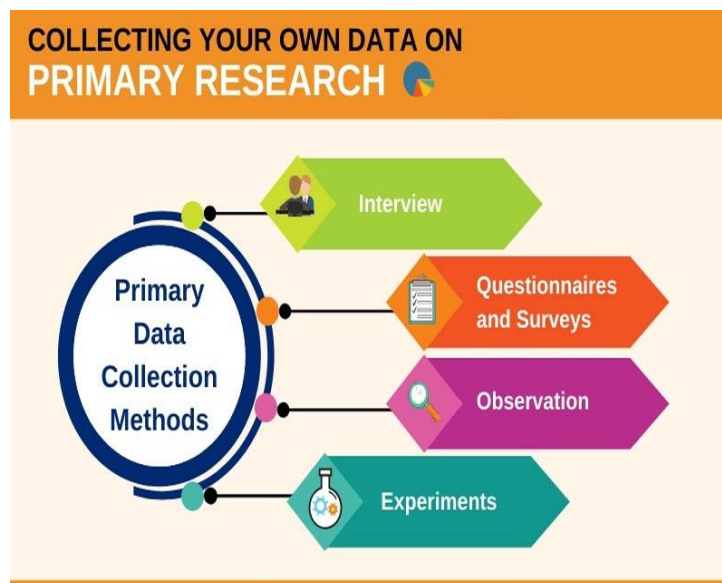 COLLECTING YOUR OWN DATA ON
PRIMARY RESEARCH
Primary
Data
Collection
Methods
Interview
Questionnaires
and Surveys
Observation
Experiments